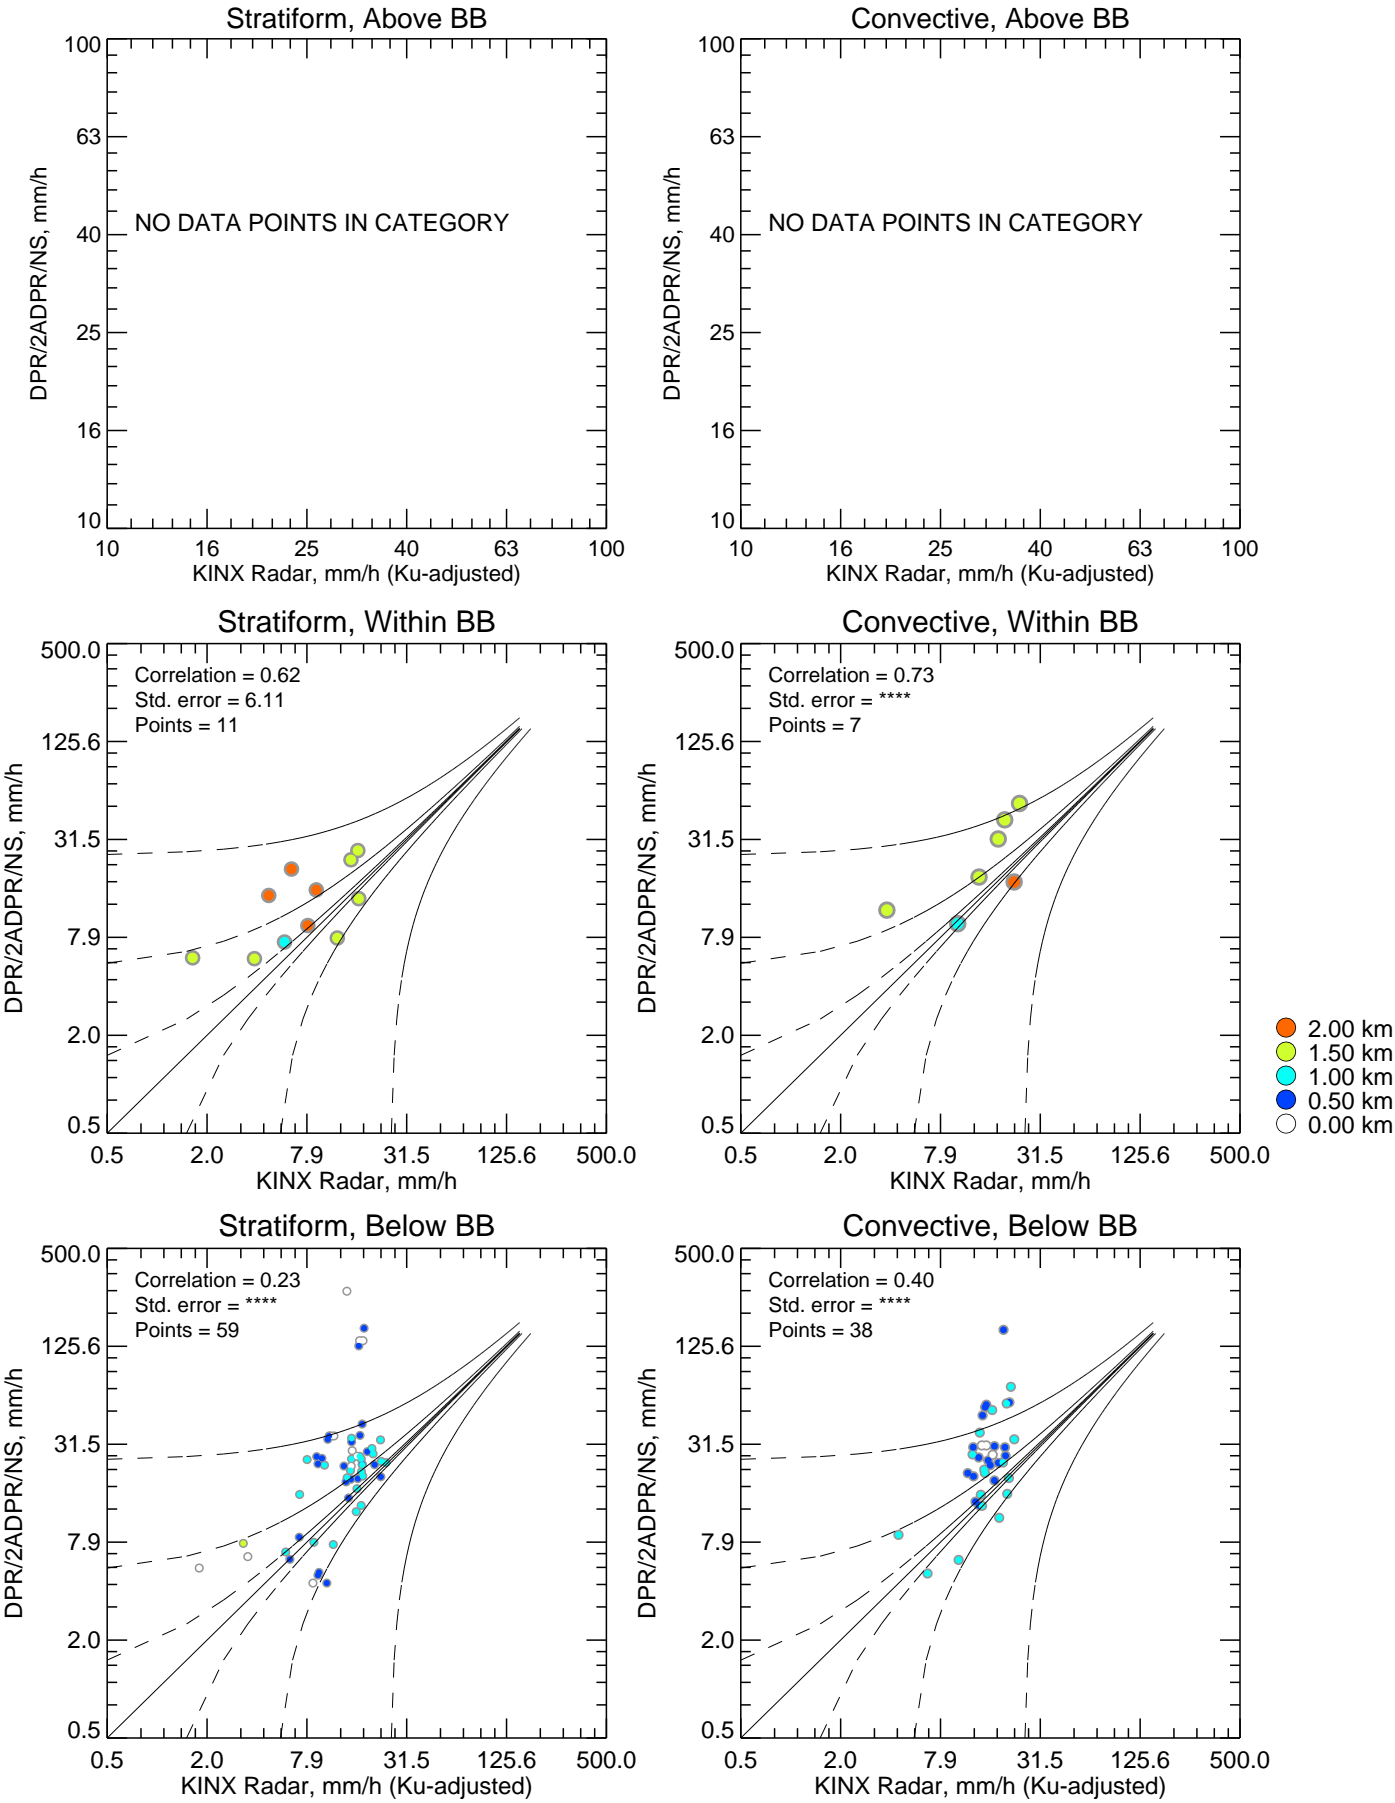 Stratiform, Above BB
100
63
40
25
16
10
DPR/2ADPR/NS, mm/h
NO DATA POINTS IN CATEGORY
10 16 25 40 63 100
KINX Radar, mm/h (Ku-adjusted)
Convective, Above BB
100
63
40
25
16
10
DPR/2ADPR/NS, mm/h
NO DATA POINTS IN CATEGORY
10 16 25 40 63 100
KINX Radar, mm/h (Ku-adjusted)
Stratiform, Within BB
500.0
125.6
31.5
7.9
2.0
0.5
DPR/2ADPR/NS, mm/h
Correlation = 0.62
Std. error = 6.11
Points = 11
0.5 2.0 7.9 31.5 125.6 500.0
KINX Radar, mm/h
Convective, Within BB
500.0
125.6
31.5
7.9
2.0
0.5
DPR/2ADPR/NS, mm/h
Correlation = 0.73
Std. error = ****
Points = 7
0.5 2.0 7.9 31.5 125.6 500.0
KINX Radar, mm/h
2.00 km
1.50 km
1.00 km
0.50 km
0.00 km
Stratiform, Below BB
500.0
125.6
31.5
7.9
2.0
0.5
DPR/2ADPR/NS, mm/h
Correlation = 0.23
Std. error = ****
Points = 59
0.5 2.0 7.9 31.5 125.6 500.0
KINX Radar, mm/h (Ku-adjusted)
Convective, Below BB
500.0
125.6
31.5
7.9
2.0
0.5
DPR/2ADPR/NS, mm/h
Correlation = 0.40
Std. error = ****
Points = 38
0.5 2.0 7.9 31.5 125.6 500.0
KINX Radar, mm/h (Ku-adjusted)